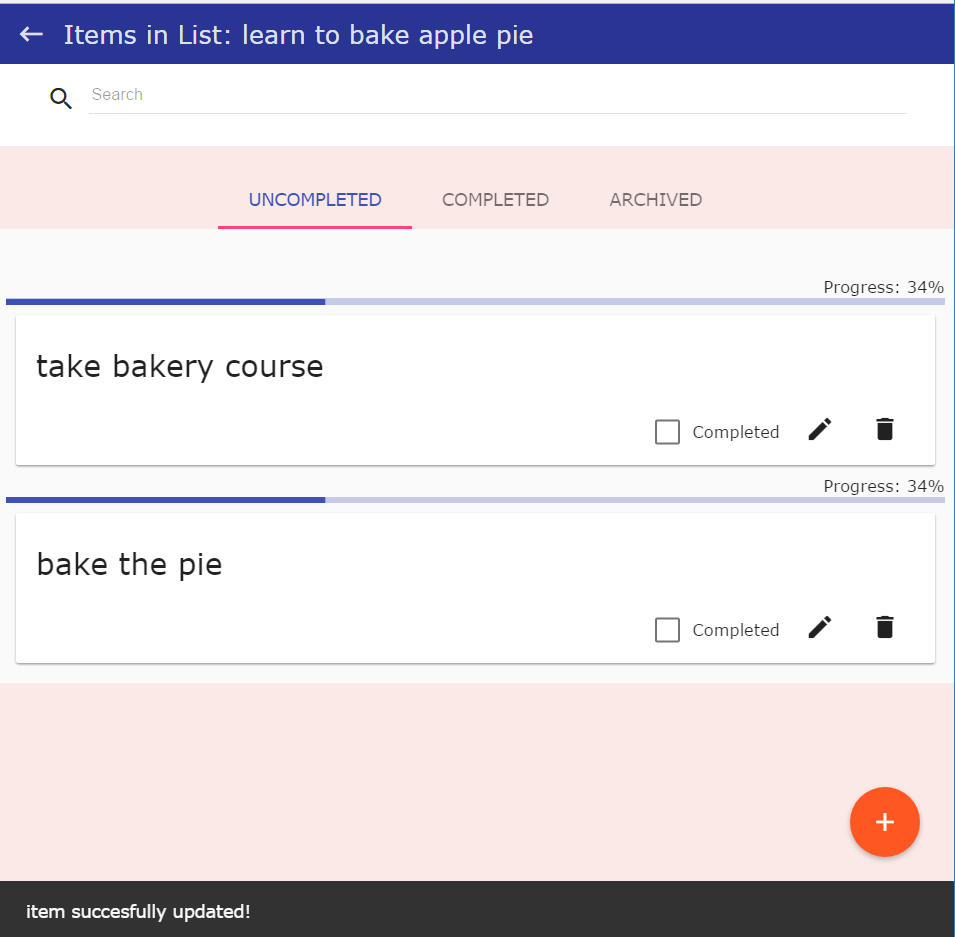 Items in List: learn to bake apple pie
Search
UNCOMPLETED COMPLETED ARCHIVED
Progress: 34%
take bakery course
Completed
Progress: 34%
bake the pie
Completed
item succesfully updated!